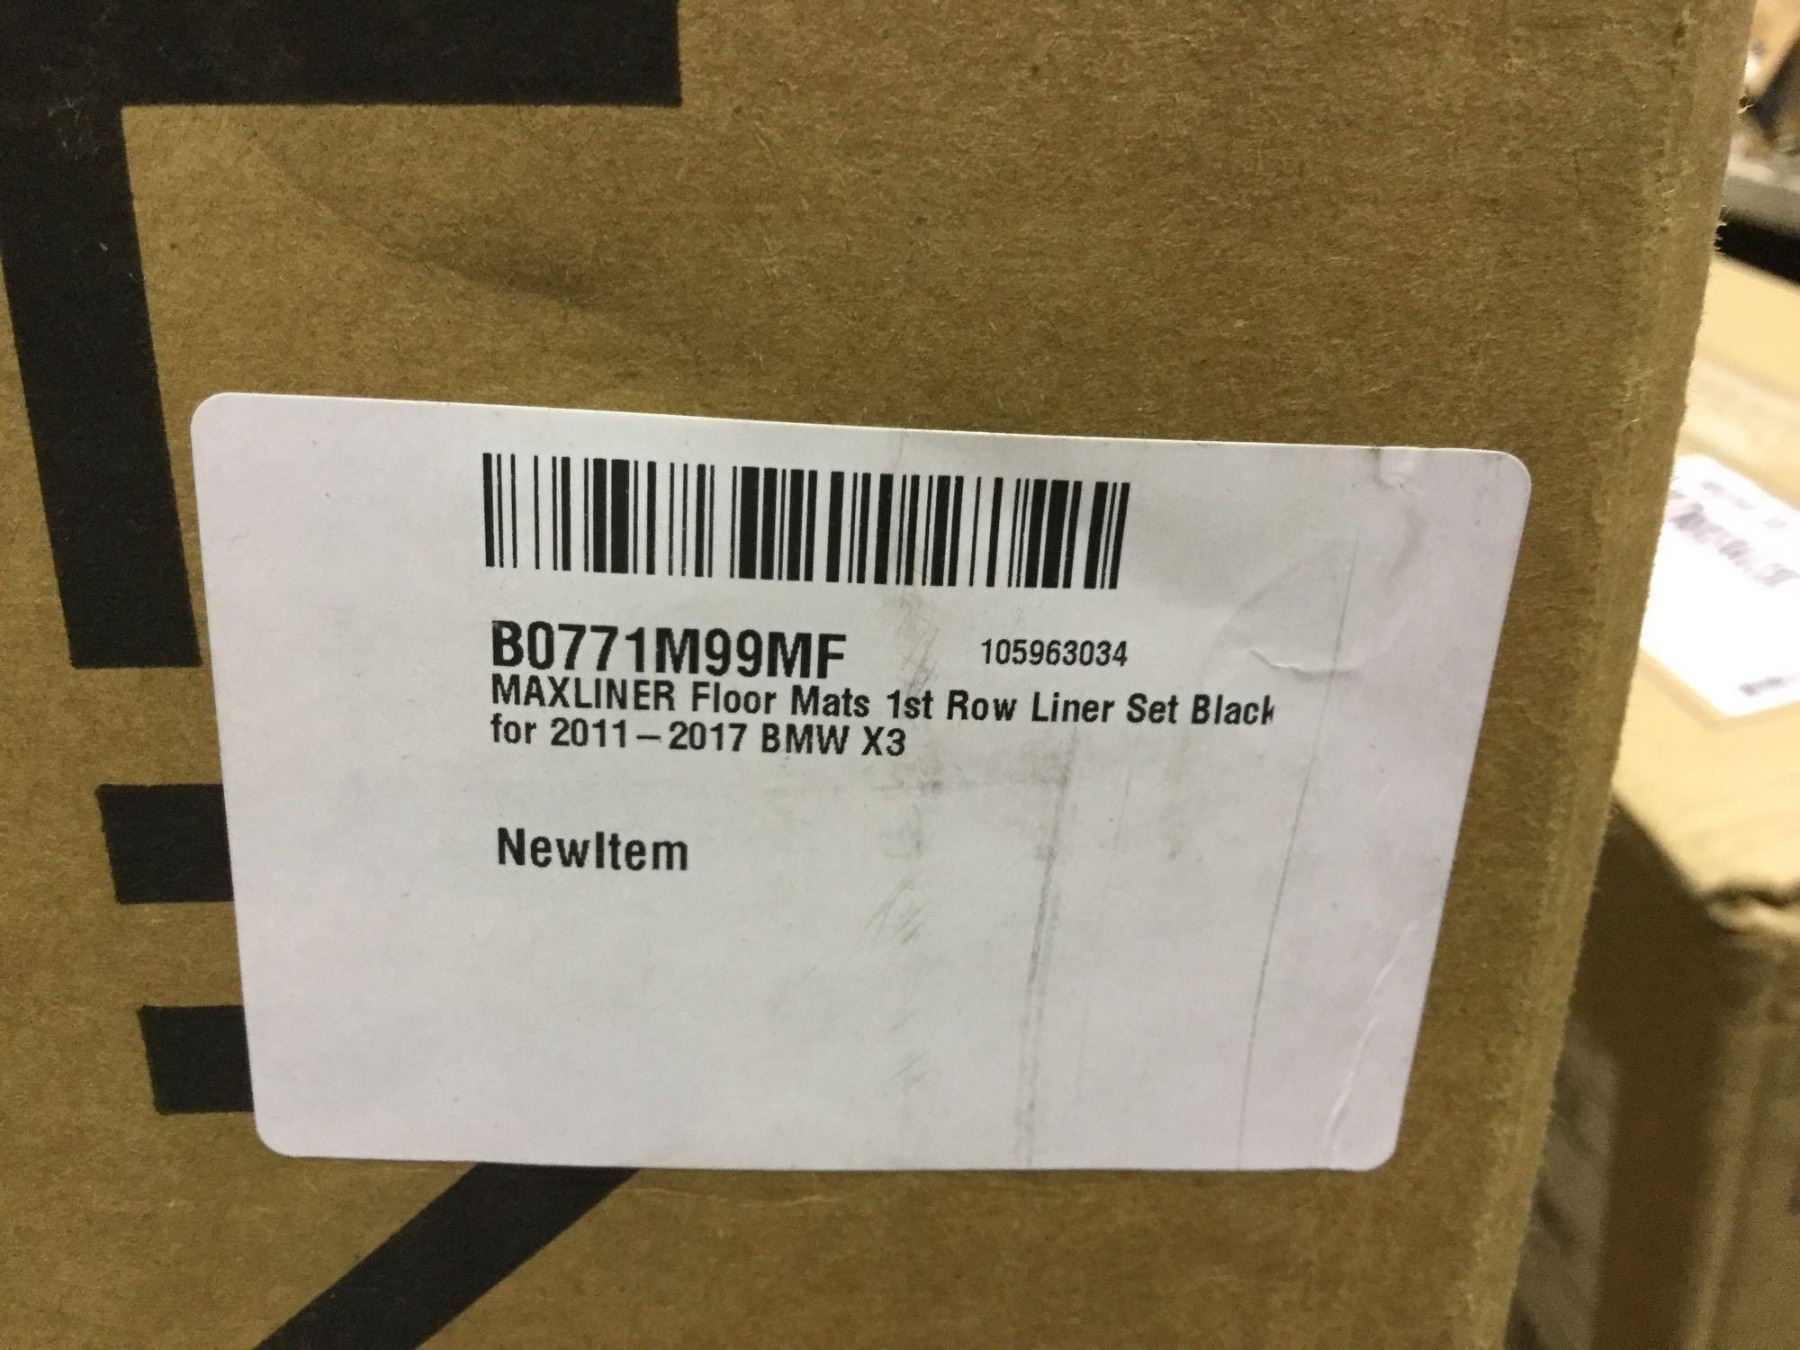 B0771M99MF 105963034
MAXLINER Floor Mats 1st Row Liner Set Black
for 2011-2017 BMW X3
NewItem